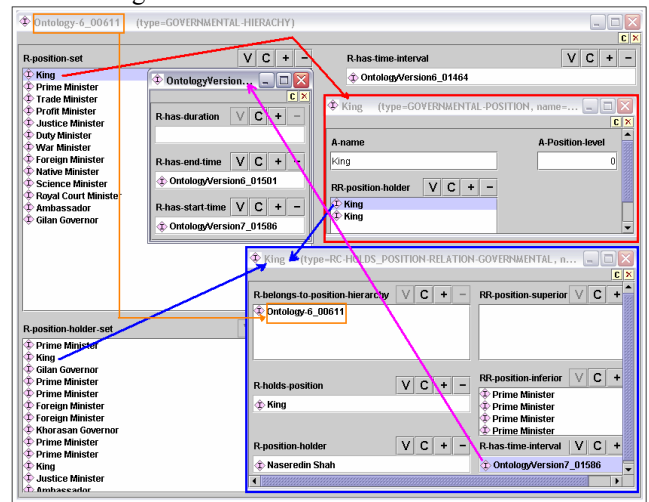 Ontology-6_00611 (type=GOVERNMENTAL-HIERACHY)
R-position-set V C + −
King
Prime Minister
Trade Minister
Profit Minister
Justice Minister
Duty Minister
War Minister
Foreign Minister
Native Minister
Science Minister
Royal Court Minister
Ambassador
Gilan Governor
R-position-holder-set
Prime Minister
King
Gilan Governor
Prime Minister
Prime Minister
Foreign Minister
Foreign Minister
Khorasan Governor
Prime Minister
Prime Minister
King
Justice Minister
Ambassador
R-has-time-interval V C + −
OntologyVersion6_01464
OntologyVersion...
R-has-duration V C + −
R-has-end-time V C + −
OntologyVersion6_01501
R-has-start-time V C + −
OntologyVersion7_01586
King (type=GOVERNMENTAL-POSITION, name=...
A-name
King
A-Position-level
0
RR-position-holder V C + −
King
King
King (type=RC-HOLDS_POSITION-RELATION-GOVERNMENTAL, n...
R-belongs-to-position-hierarchy V C + −
Ontology-6_00611
R-holds-position V C + −
King
R-position-holder V C + −
Naseredin Shah
RR-position-superior V C +
RR-position-inferior V C +
Prime Minister
Prime Minister
Prime Minister
Prime Minister
R-has-time-interval V C +
OntologyVersion7_01586